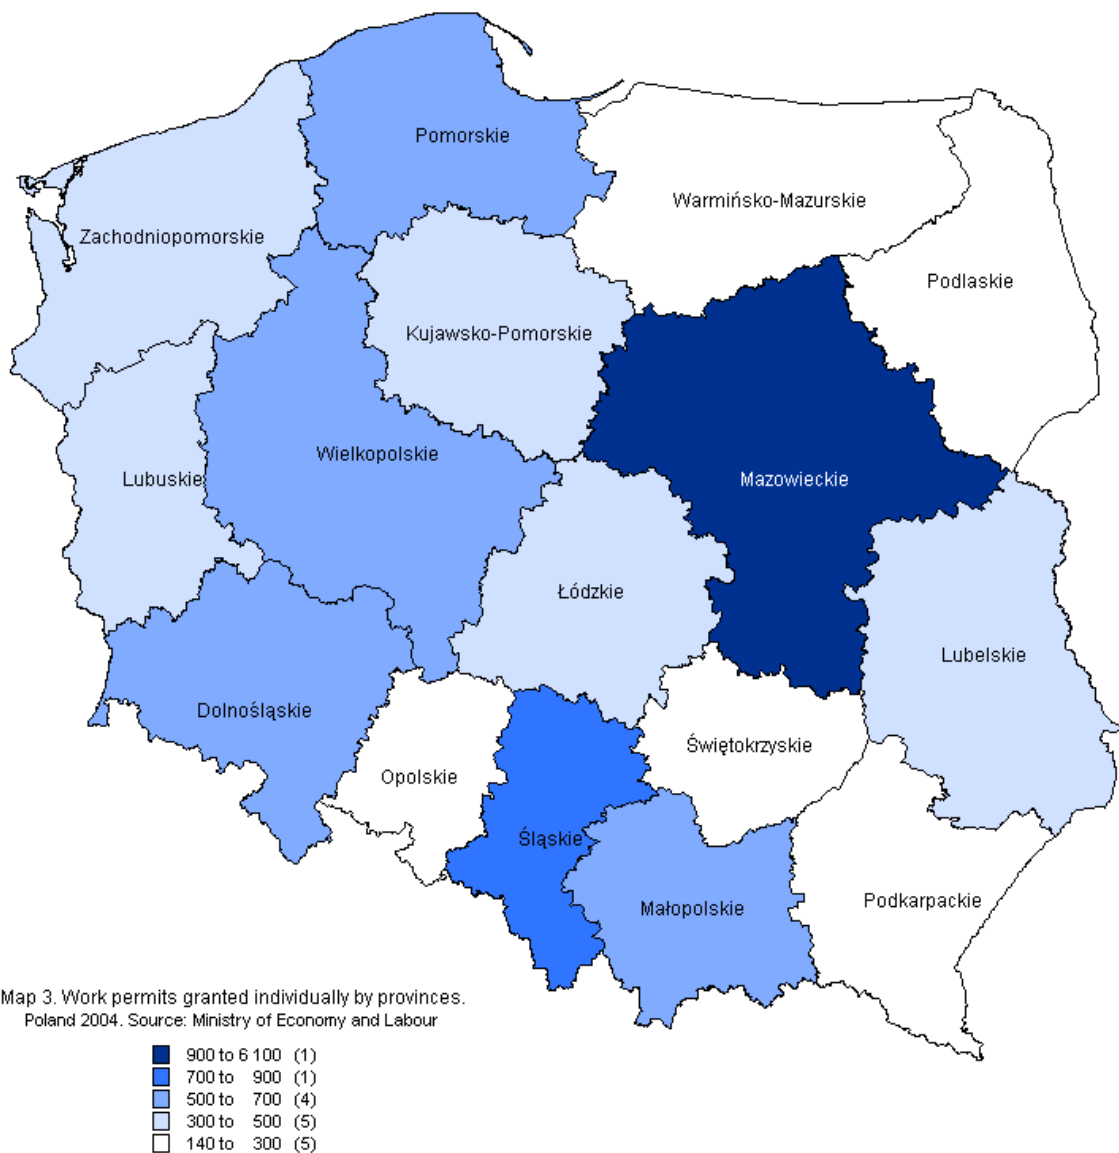 Pomorskie
Warmińsko-Mazurskie
Zachodniopomorskie
Podlaskie
Kujawsko-Pomorskie
Wielkopolskie
Lubuskie
Mazowieckie
Łódzkie
Lubelskie
Dolnośląskie
Świętokrzyskie
Opolskie
Śląskie
Podkarpackie
Małopolskie
Map 3. Work permits granted individually by provinces.
Poland 2004. Source: Ministry of Economy and Labour
900 to 6 100 (1)
700 to 900 (1)
500 to 700 (4)
300 to 500 (5)
140 to 300 (5)